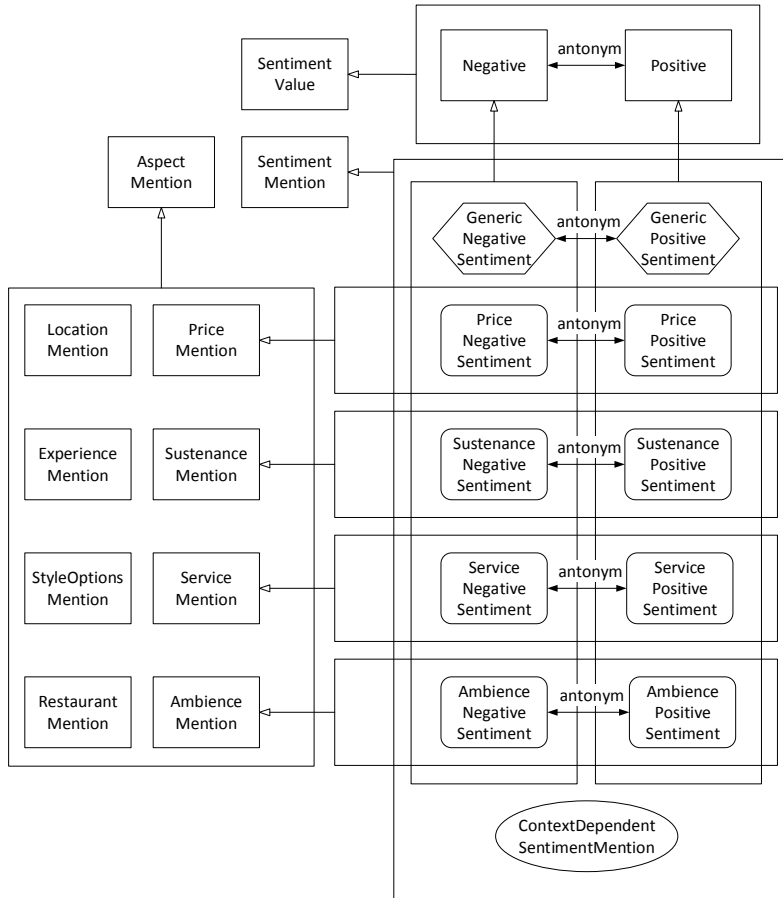 Sentiment
Value
Negative
antonym
Positive
Aspect
Mention
Sentiment
Mention
Generic
Negative
Sentiment
antonym
Generic
Positive
Sentiment
Location
Mention
Price
Mention
Price
Negative
Sentiment
antonym
Price
Positive
Sentiment
Experience
Mention
Sustenance
Mention
Sustenance
Negative
Sentiment
antonym
Sustenance
Positive
Sentiment
StyleOptions
Mention
Service
Mention
Service
Negative
Sentiment
antonym
Service
Positive
Sentiment
Restaurant
Mention
Ambience
Mention
Ambience
Negative
Sentiment
antonym
Ambience
Positive
Sentiment
ContextDependent
SentimentMention